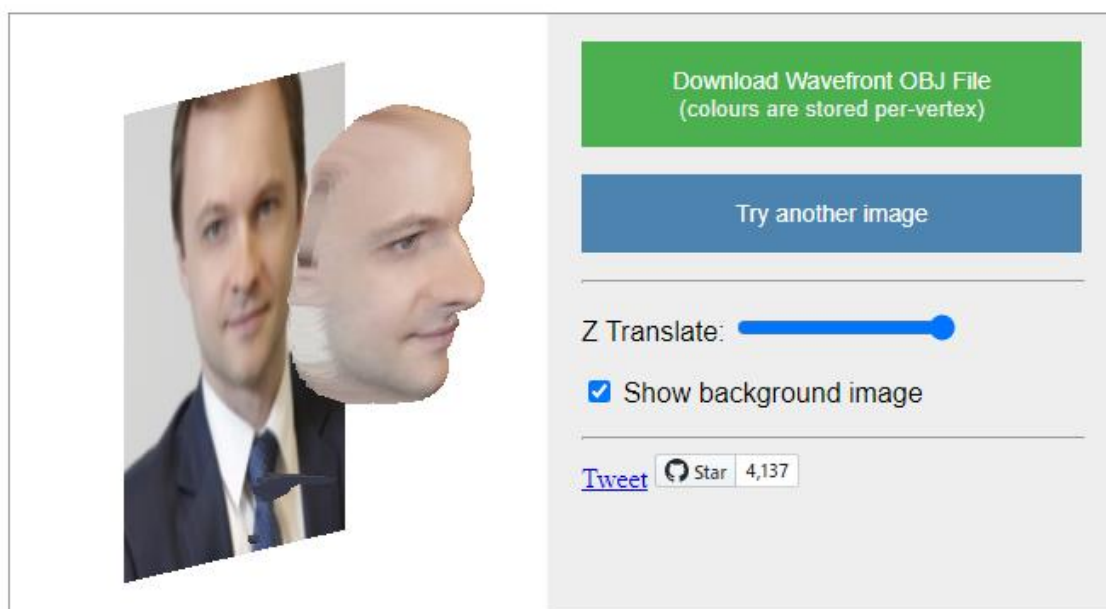 Download Wavefront OBJ File
(colours are stored per-vertex)
Try another image
Z Translate:
Show background image
Tweet Star 4,137